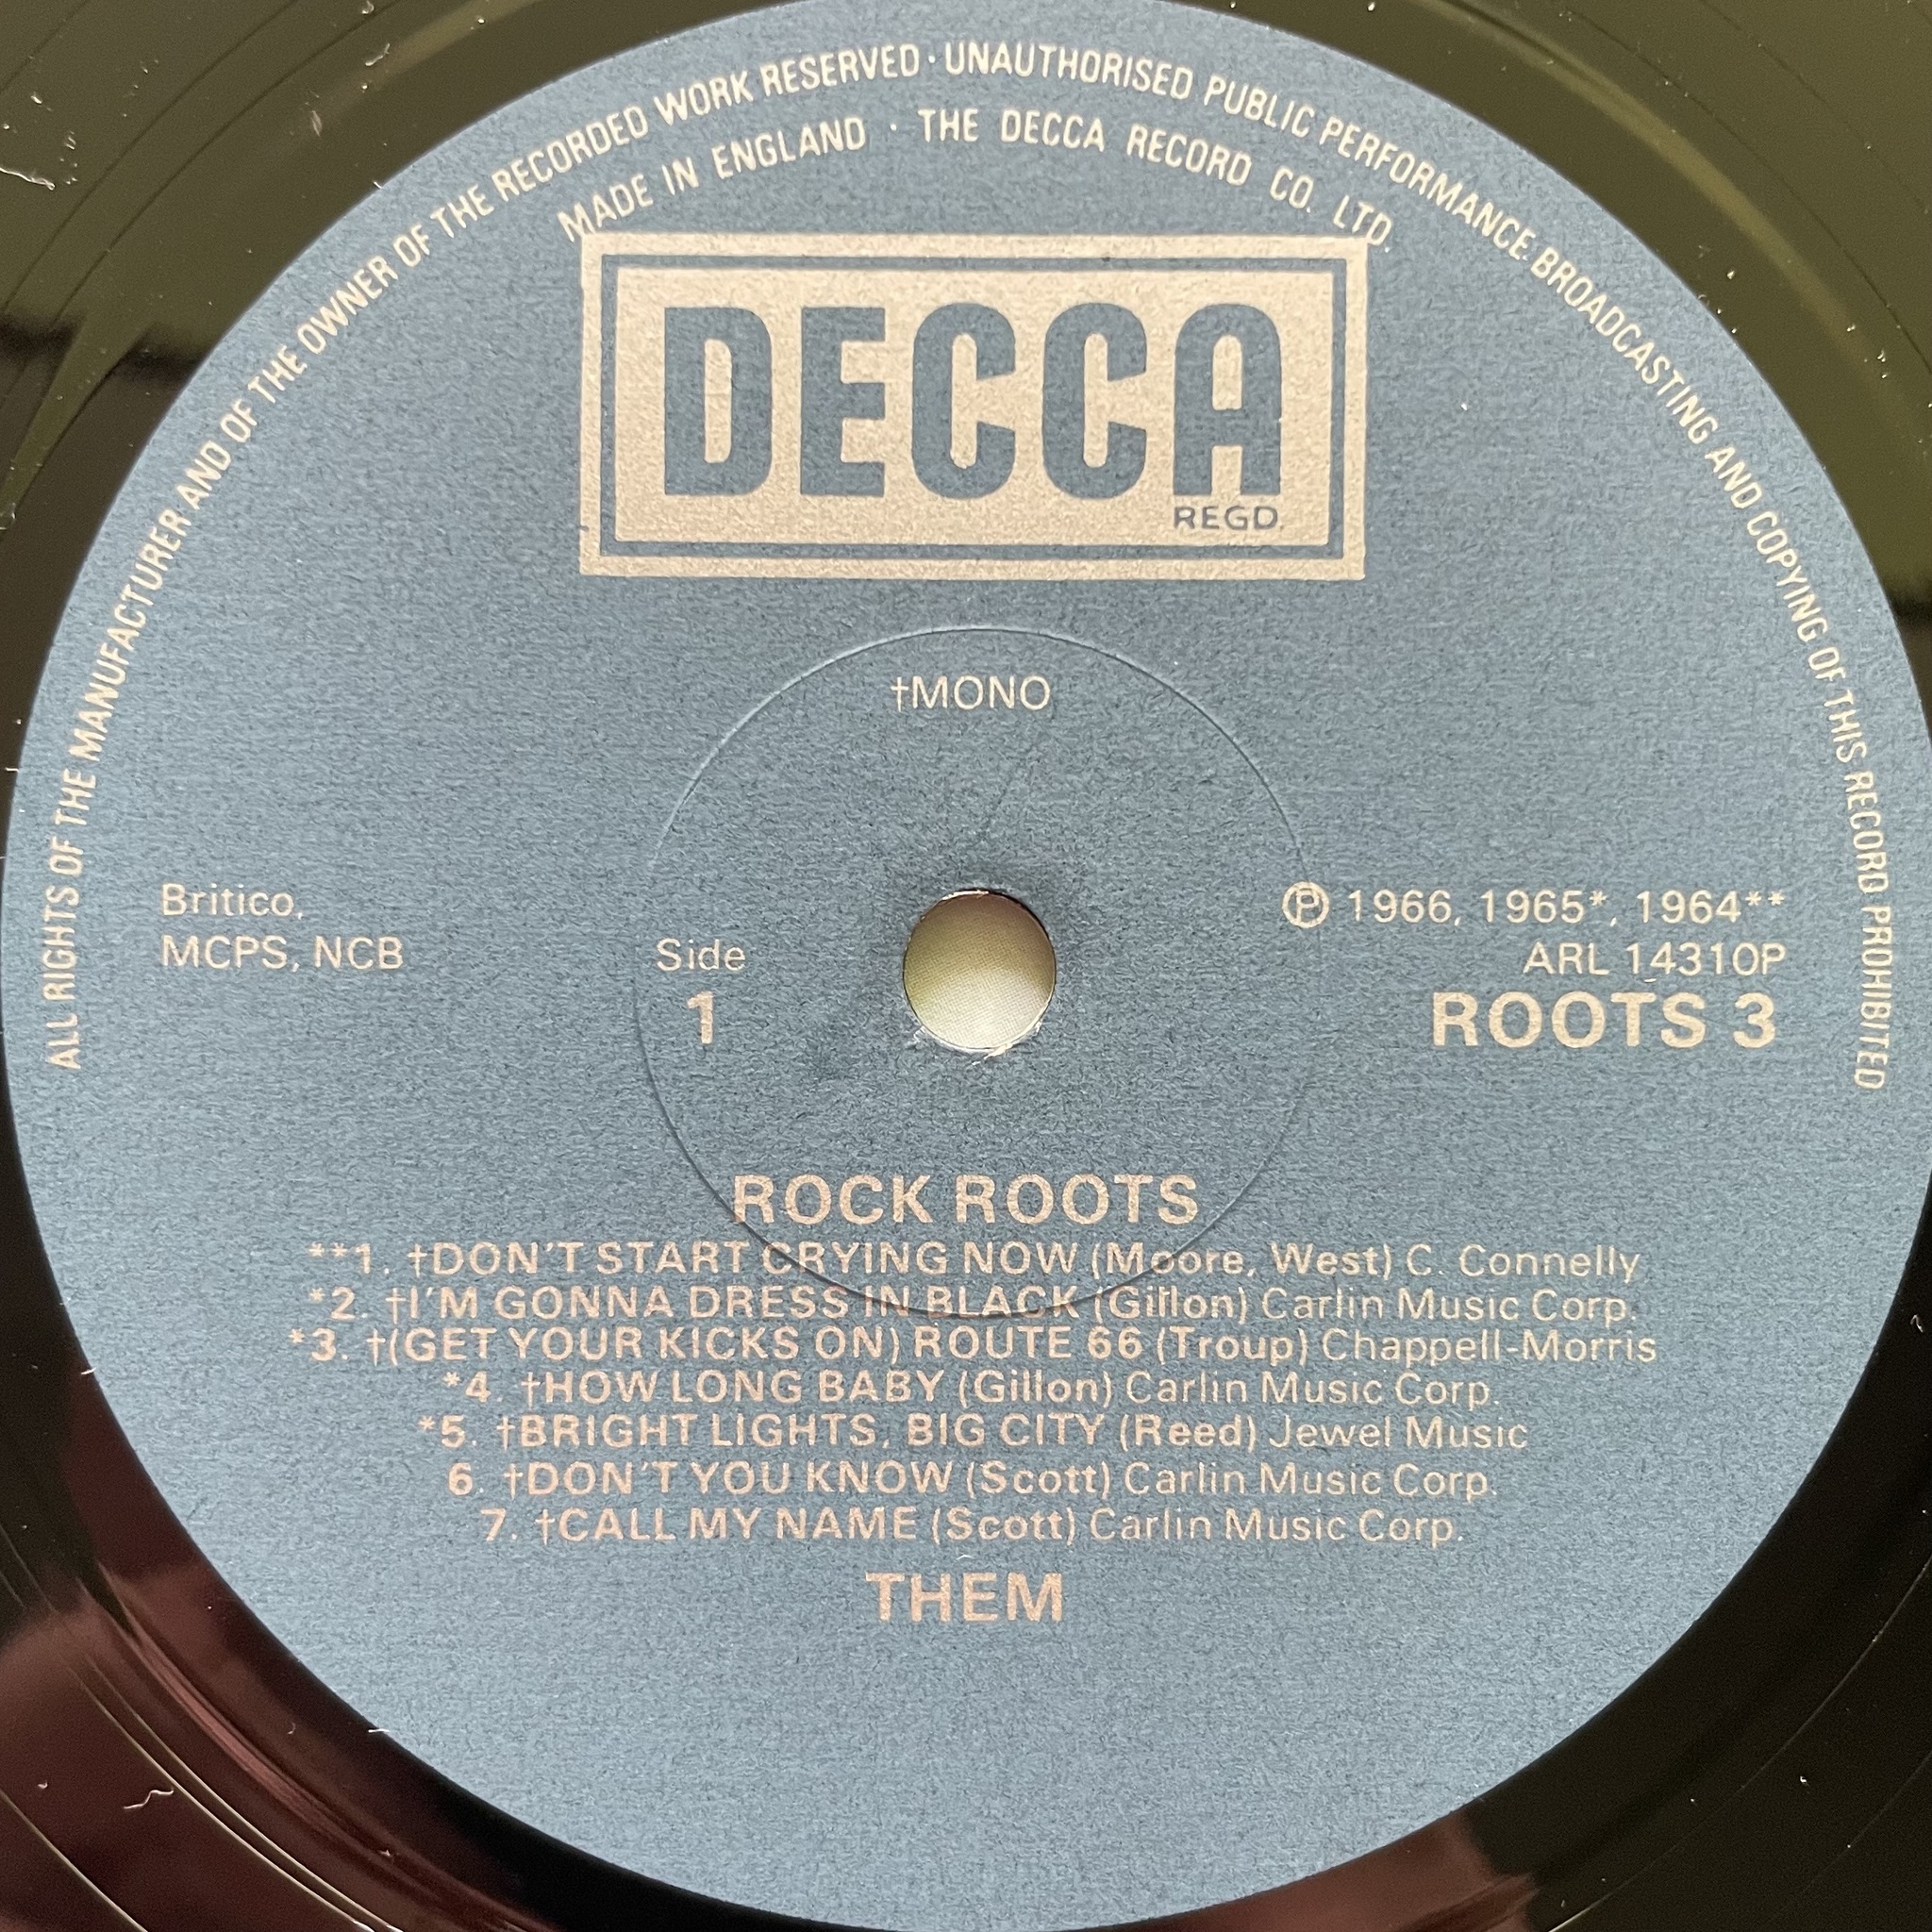 ALL RIGHTS OF THE MANUFACTURER AND OF THE OWNER OF THE RECORDED WORK RESERVED · UNAUTHORISED PUBLIC PERFORMANCE BROADCASTING AND COPYING OF THIS RECORD PROHIBITED
MADE IN ENGLAND · THE DECCA RECORD CO. LTD.
DECCA
REGD.
†MONO
Britico,
MCPS, NCB
Side
1
℗ 1966, 1965*, 1964**
ARL 14310P
ROOTS 3
ROCK ROOTS
**1. †DON'T START CRYING NOW (Moore, West) C. Connelly
*2. †I'M GONNA DRESS IN BLACK (Gillon) Carlin Music Corp.
*3. †(GET YOUR KICKS ON) ROUTE 66 (Troup) Chappell-Morris
*4. †HOW LONG BABY (Gillon) Carlin Music Corp.
*5. †BRIGHT LIGHTS, BIG CITY (Reed) Jewel Music
6. †DON'T YOU KNOW (Scott) Carlin Music Corp.
7. †CALL MY NAME (Scott) Carlin Music Corp.
THEM